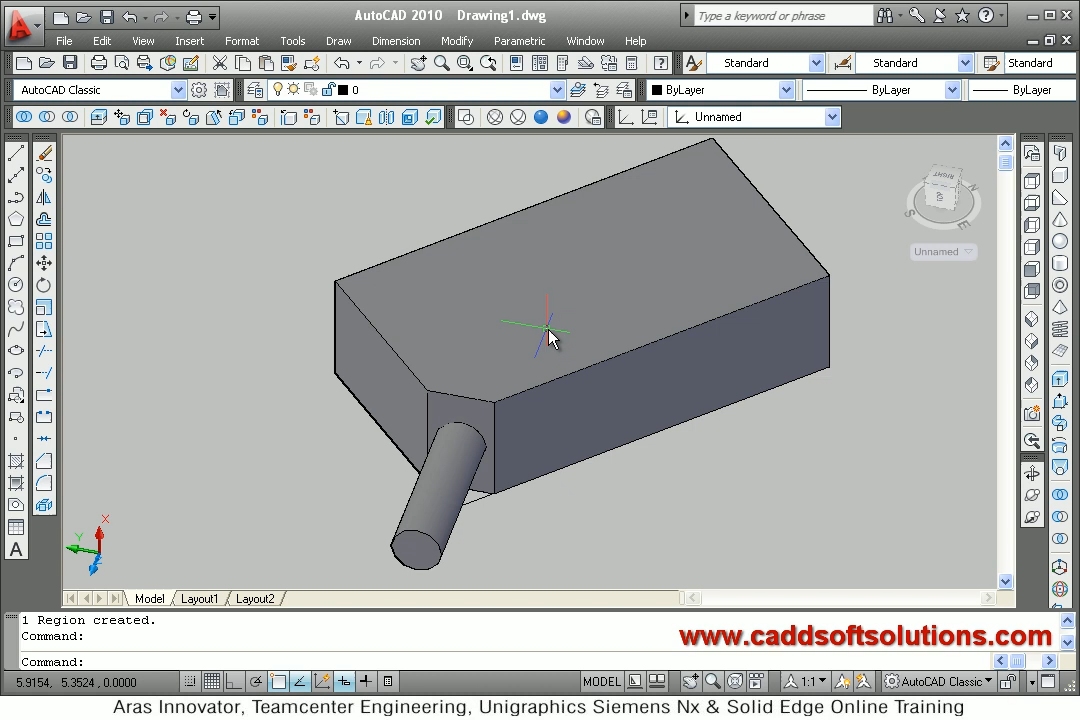 AutoCAD 2010 Drawing1.dwg
Type a keyword or phrase
File Edit View Insert Format Tools Draw Dimension Modify Parametric Window Help
Standard Standard Standard
AutoCAD Classic 0 ByLayer ByLayer ByLayer
Unnamed
RIGHT
N
S
E
Unnamed
X
Y
Z
A
Model Layout1 Layout2
1 Region created.
Command:
www.caddsoftsolutions.com
Command:
5.9154, 5.3524, 0.0000 MODEL 1:1 AutoCAD Classic
Aras Innovator, Teamcenter Engineering, Unigraphics Siemens Nx & Solid Edge Online Training